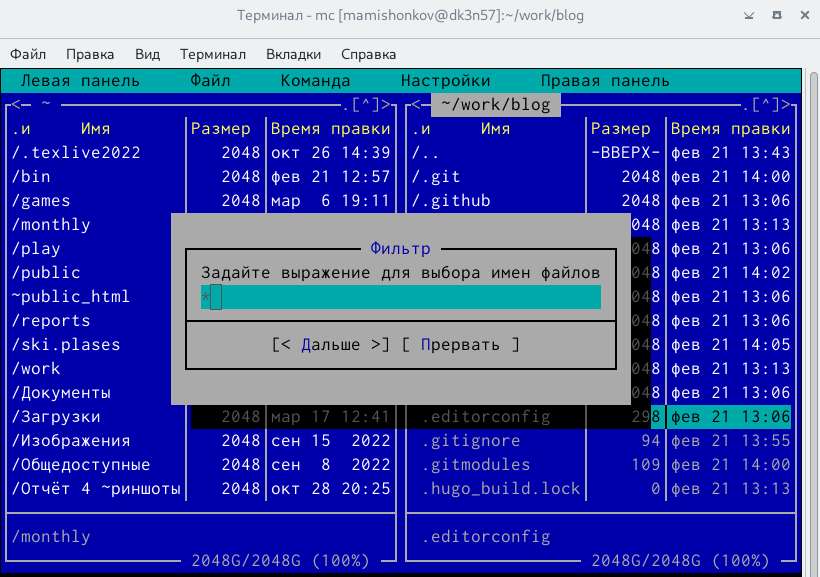 Терминал - mc [mamishonkov@dk3n57]:~/work/blog
Файл Правка Вид Терминал Вкладки Справка
Левая панель Файл Команда Настройки Правая панель
<— ~ .[^]> <— ~/work/blog .[^]>
.и Имя Размер Время правки .и Имя Размер Время правки
/.texlive2022 2048 окт 26 14:39 /.. -ВВЕРХ- фев 21 13:43
/bin 2048 фев 21 12:57 /.git 2048 фев 21 14:00
/games 2048 мар 6 19:11 /.github 2048 фев 21 13:06
/monthly 048 фев 21 13:13
/play Фильтр 048 фев 21 13:06
/public Задайте выражение для выбора имен файлов 048 фев 21 14:02
~public_html * 048 фев 21 13:06
/reports 048 фев 21 13:06
/ski.plases [< Дальше >] [ Прервать ] 048 фев 21 14:05
/work 048 фев 21 13:13
/Документы 048 фев 21 13:06
/Загрузки 2048 мар 17 12:41 .editorconfig 298 фев 21 13:06
/Изображения 2048 сен 15 2022 .gitignore 94 фев 21 13:55
/Общедоступные 2048 сен 8 2022 .gitmodules 109 фев 21 14:00
/Отчёт 4 ~риншоты 2048 окт 28 20:25 .hugo_build.lock 0 фев 21 13:13
/monthly .editorconfig
2048G/2048G (100%) 2048G/2048G (100%)